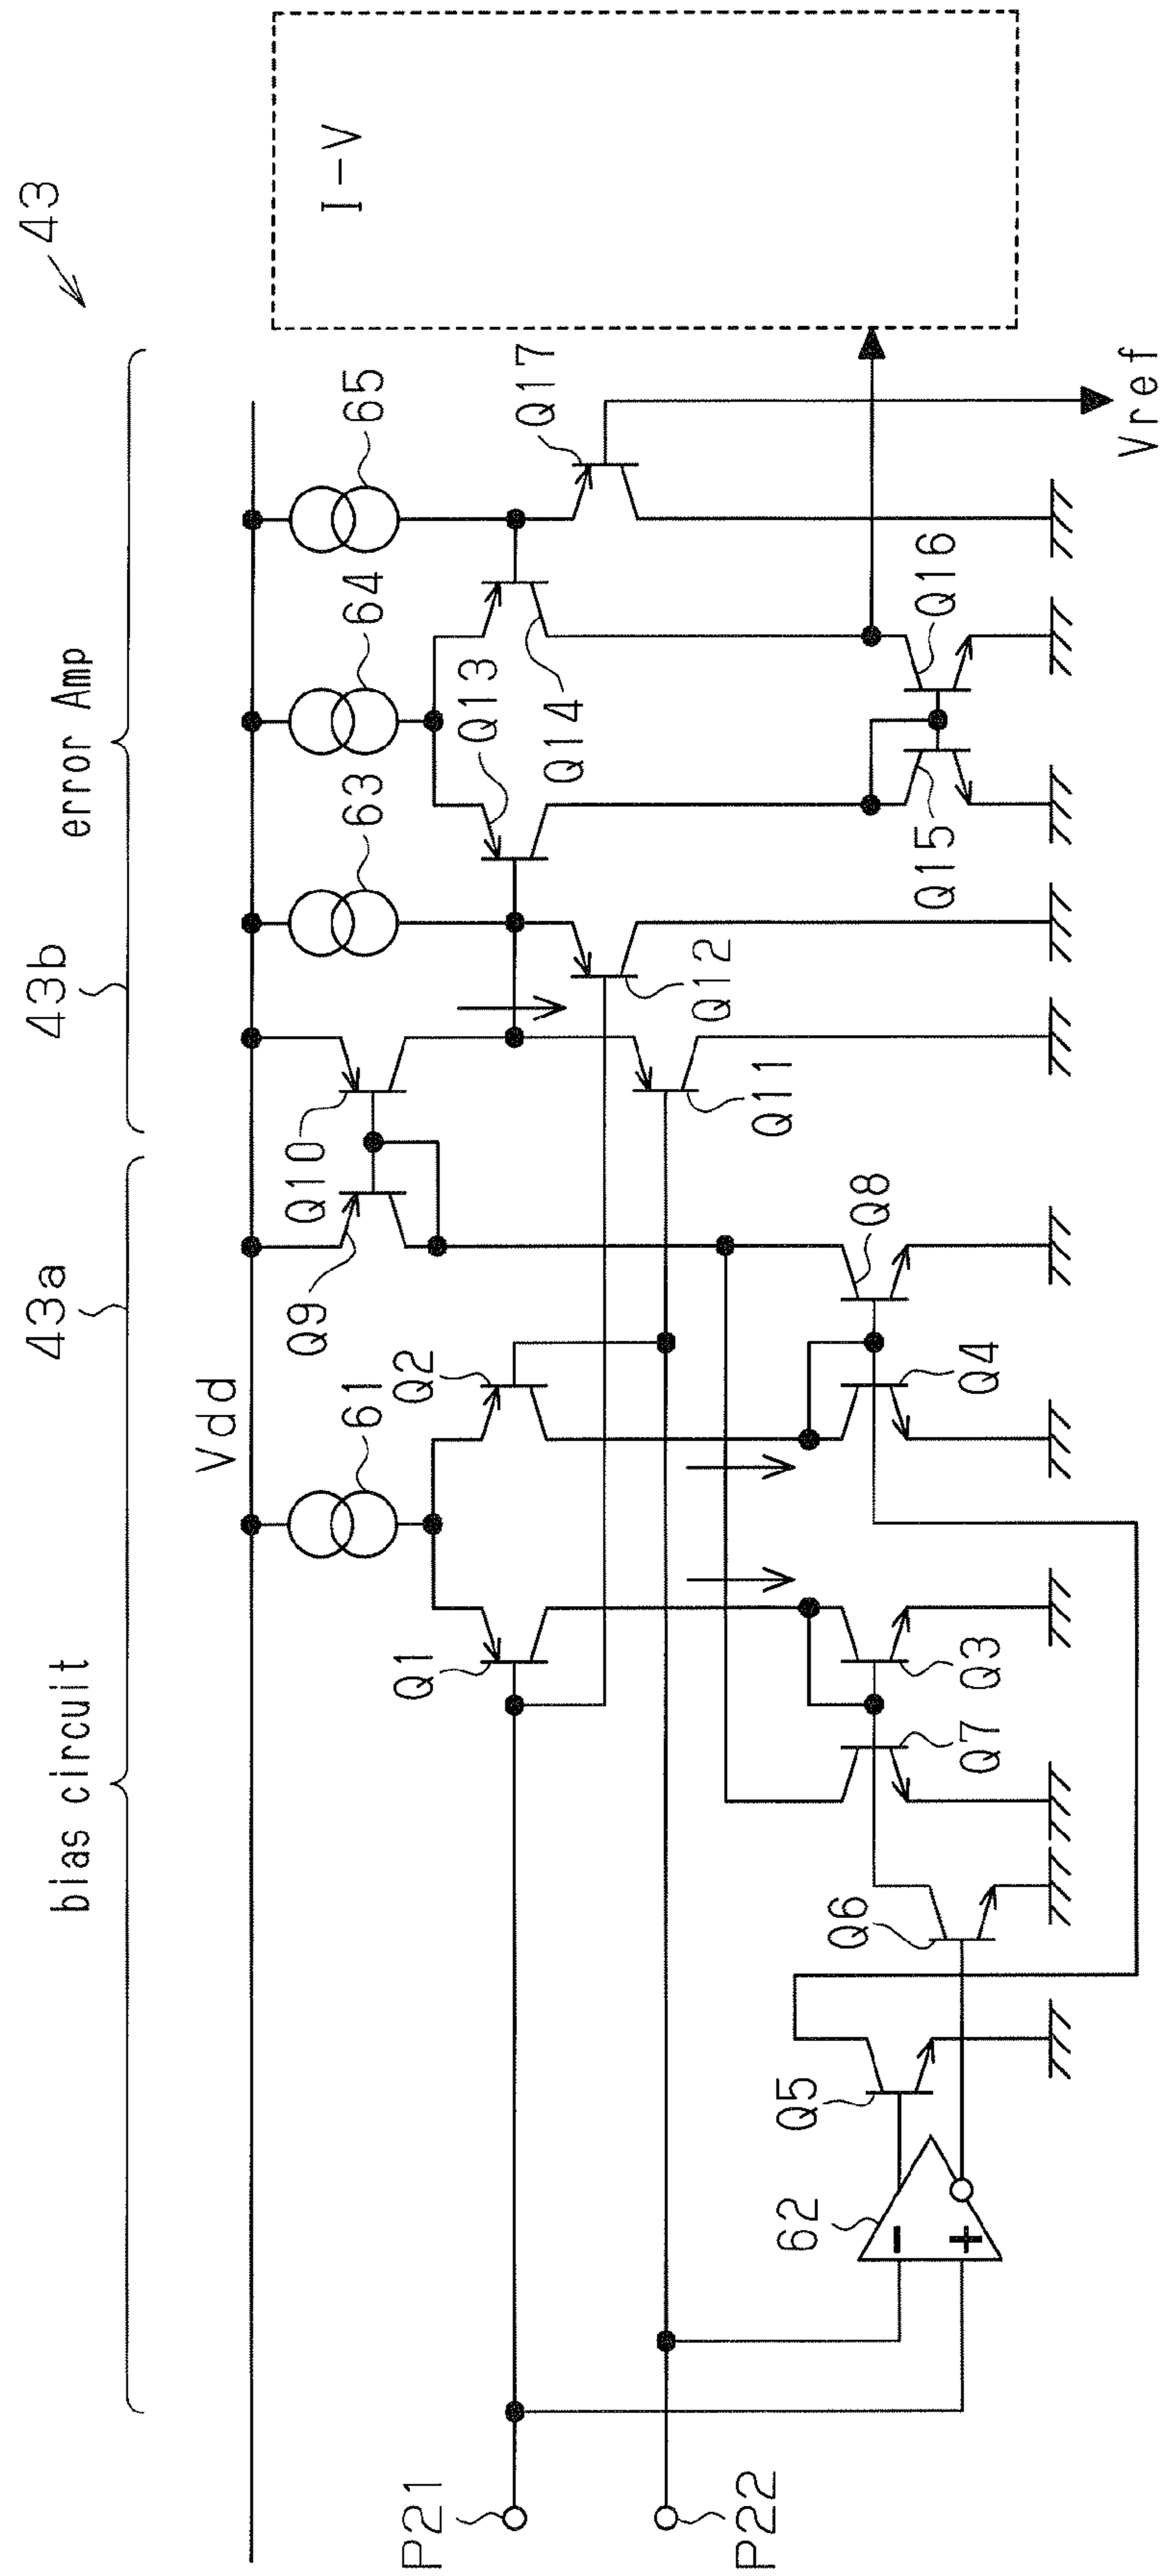 43
bias circuit
error Amp
43a
43b
Vdd
61
63
64
65
I-V
Q1
Q2
Q9
Q10
Q13
Q14
Q17
P21
P22
Q12
Q11
62
-
+
Q5
Q6
Q7
Q3
Q4
Q8
Q15
Q16
Vref